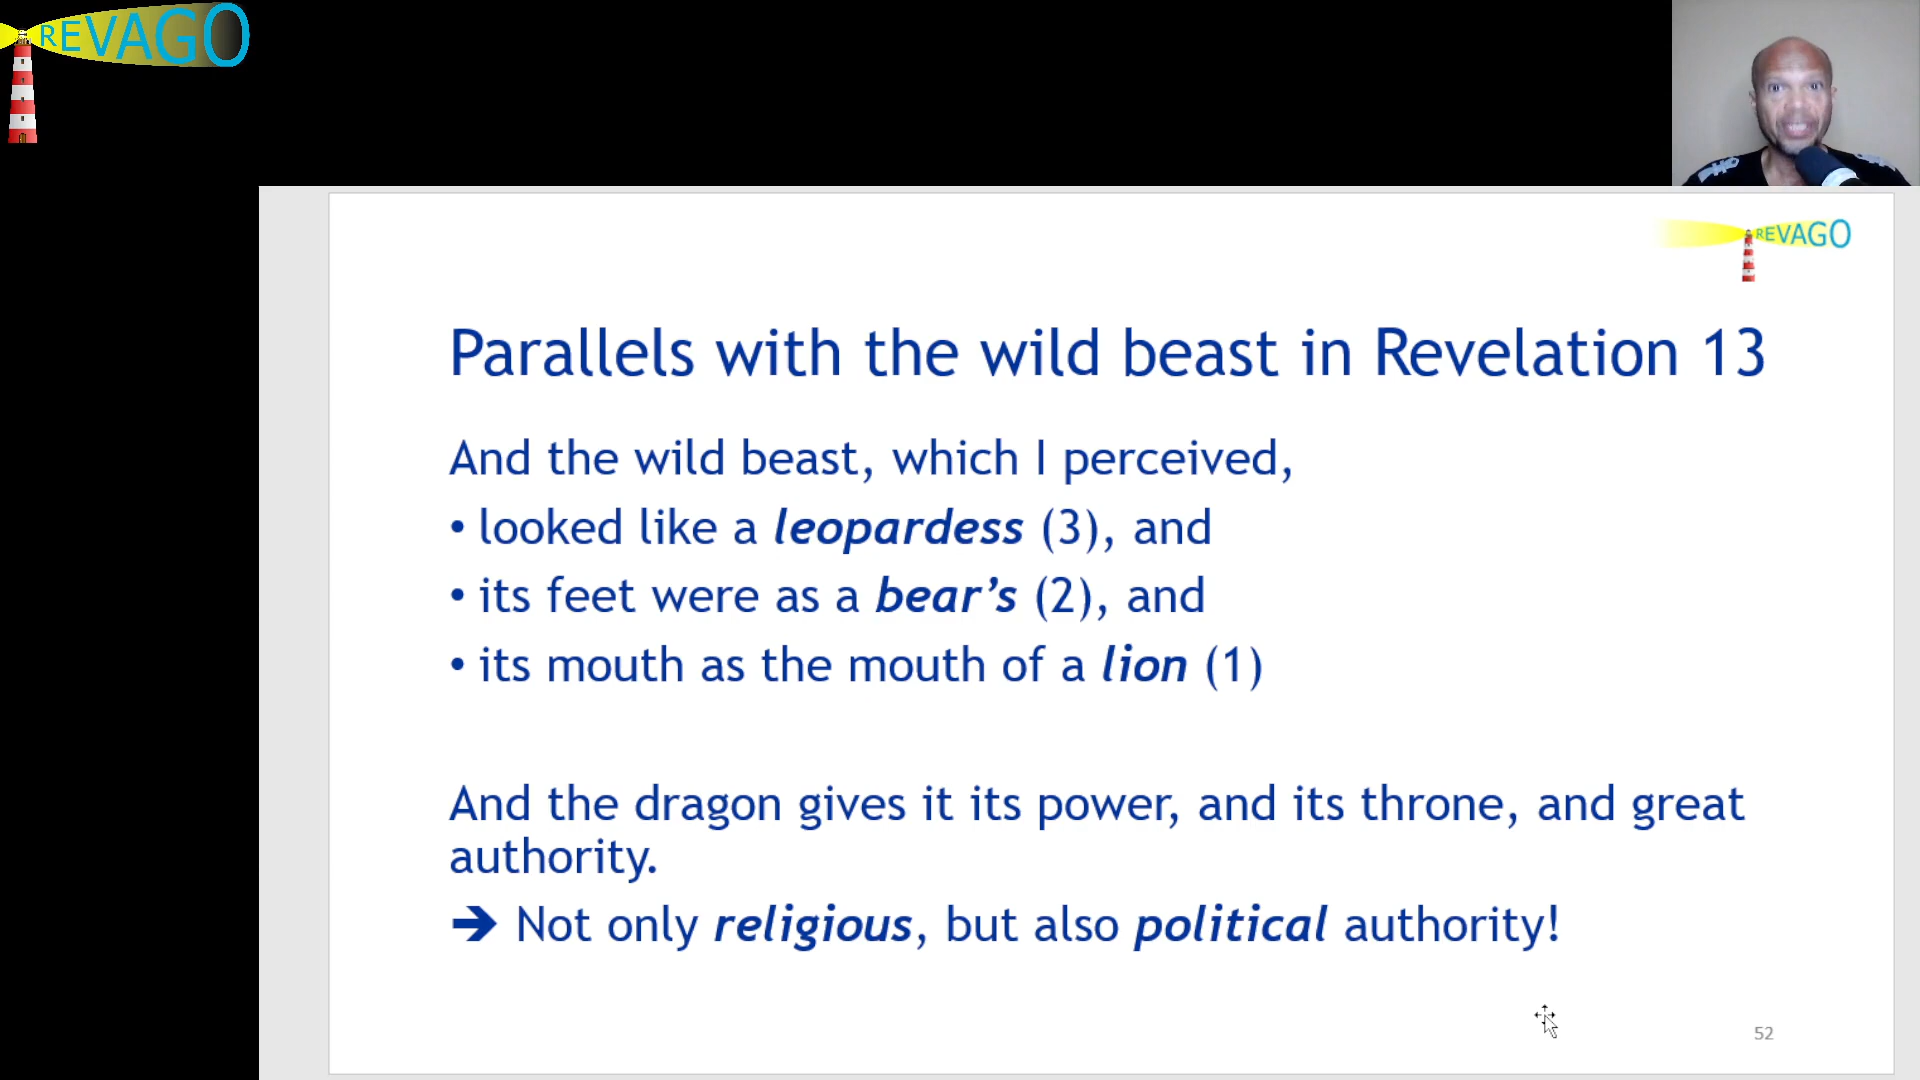 REVAGO
REVAGO
Parallels with the wild beast in Revelation 13
And the wild beast, which I perceived,
• looked like a leopardess (3), and
• its feet were as a bear’s (2), and
• its mouth as the mouth of a lion (1)
And the dragon gives it its power, and its throne, and great
authority.
➔ Not only religious, but also political authority!
52